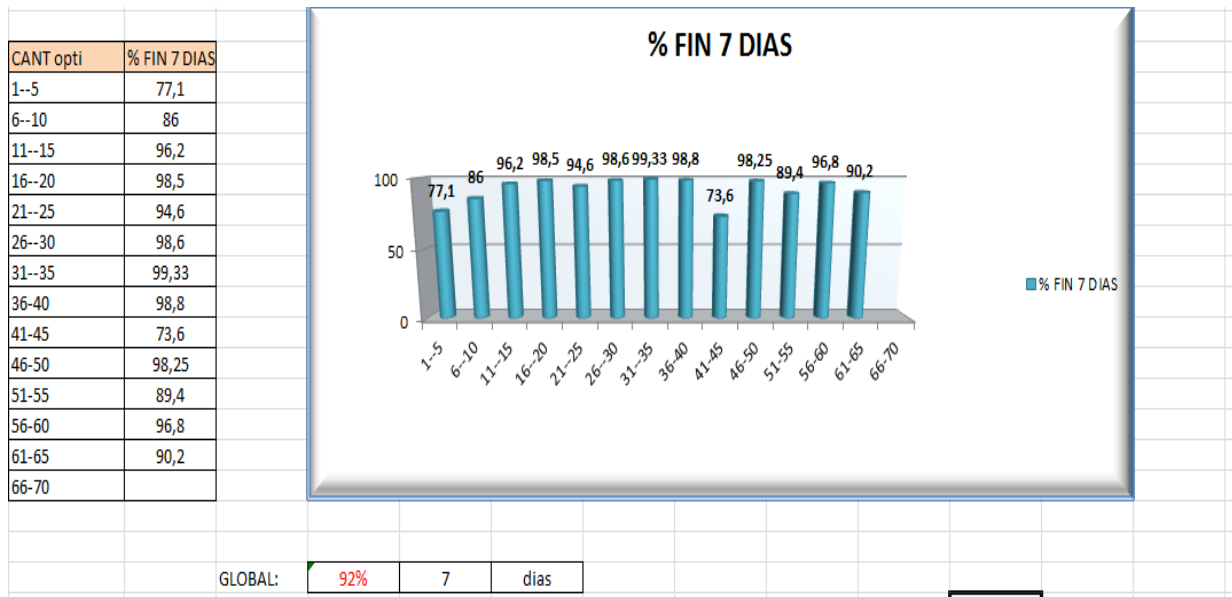 CANT opti % FIN 7 DIAS
1--5 77,1
6--10 86
11--15 96,2
16--20 98,5
21--25 94,6
26--30 98,6
31--35 99,33
36-40 98,8
41-45 73,6
46-50 98,25
51-55 89,4
56-60 96,8
61-65 90,2
66-70
% FIN 7 DIAS
77,1 86 96,2 98,5 94,6 98,6 99,33 98,8 73,6 98,25 89,4 96,8 90,2
100
50
0
1--5 6--10 11--15 16--20 21--25 26--30 31--35 36-40 41-45 46-50 51-55 56-60 61-65 66-70
% FIN 7 DIAS
GLOBAL: 92% 7 dias